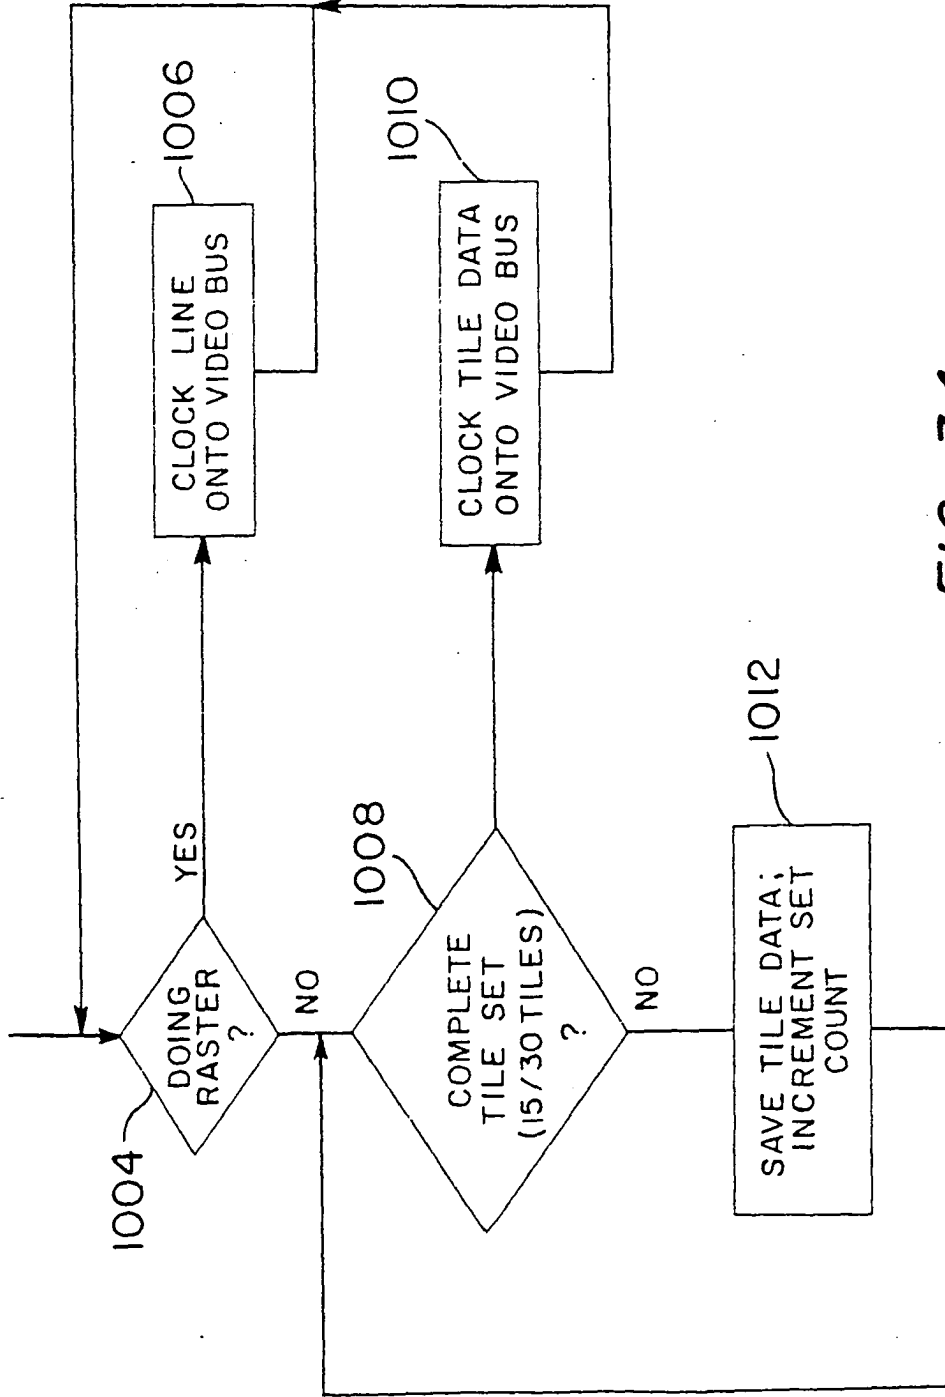 1004
DOING
RASTER
?
YES
NO
CLOCK LINE
ONTO VIDEO BUS
1006
1008
COMPLETE
TILE SET
(15/30 TILES)
?
NO
CLOCK TILE DATA
ONTO VIDEO BUS
1010
SAVE TILE DATA;
INCREMENT SET
COUNT
1012